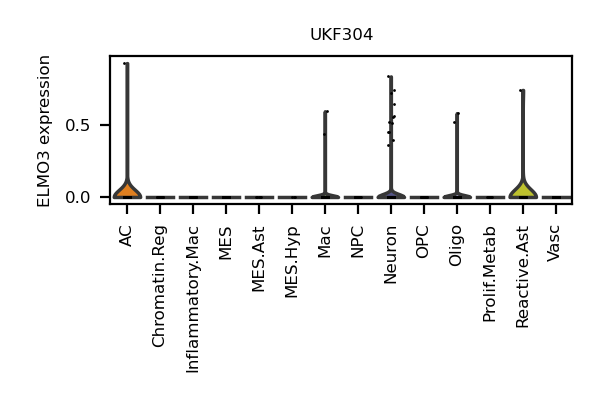 UKF304
ELMO3 expression
0.5
0.0
AC
Chromatin.Reg
Inflammatory.Mac
MES
MES.Ast
MES.Hyp
Mac
NPC
Neuron
OPC
Oligo
Prolif.Metab
Reactive.Ast
Vasc